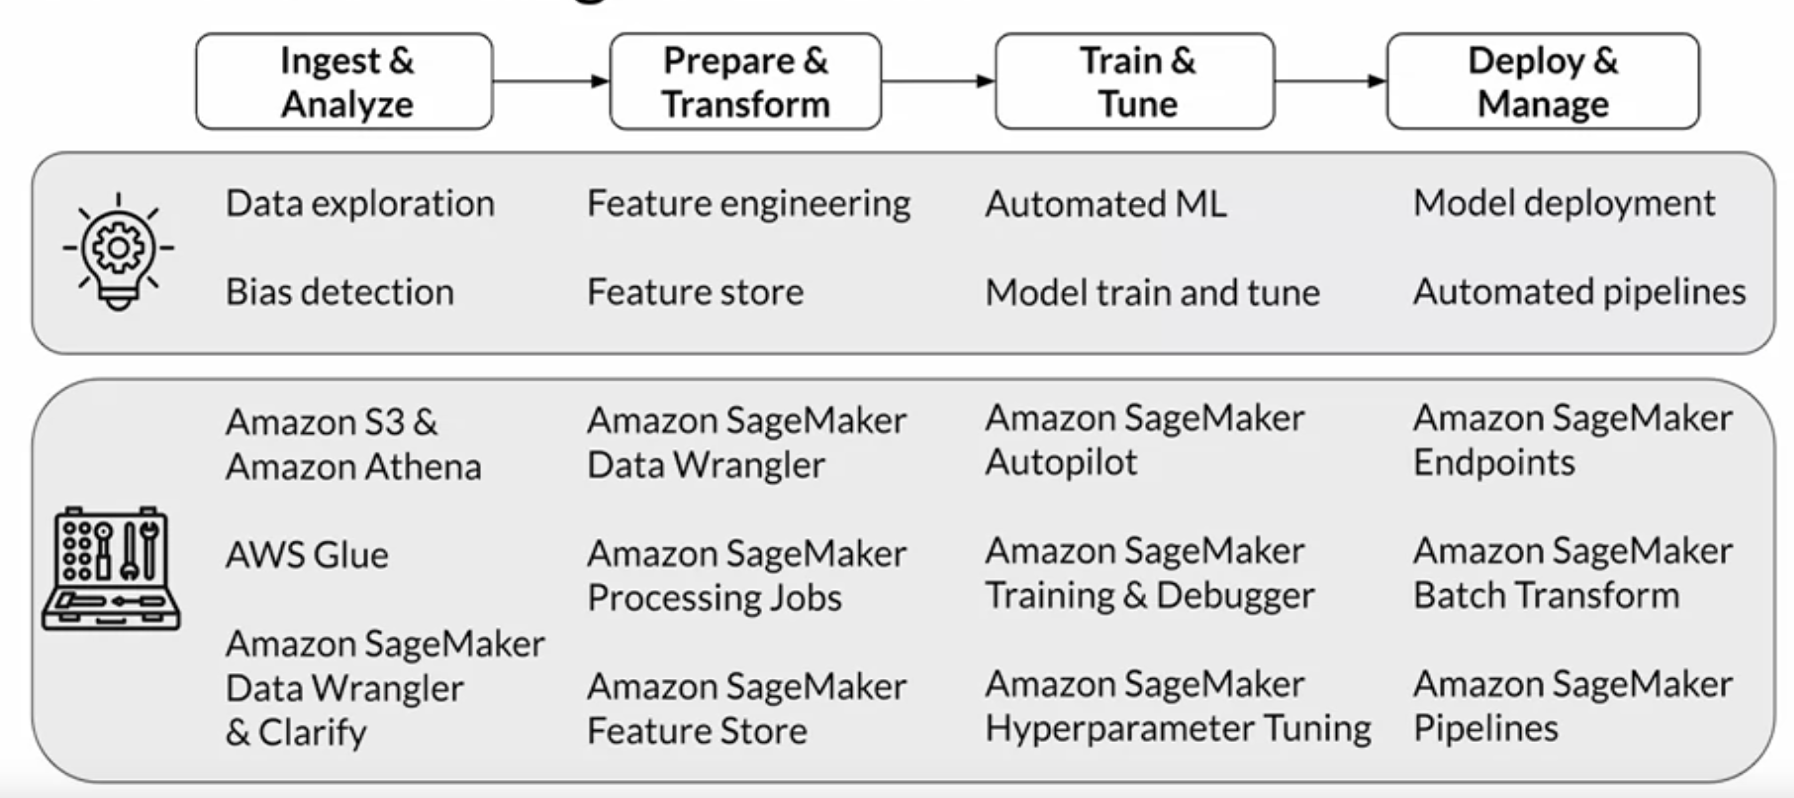 Ingest &
Analyze
Prepare &
Transform
Train &
Tune
Deploy &
Manage
Data exploration
Feature engineering
Automated ML
Model deployment
Bias detection
Feature store
Model train and tune
Automated pipelines
Amazon S3 &
Amazon Athena
AWS Glue
Amazon SageMaker
Data Wrangler
& Clarify
Amazon SageMaker
Data Wrangler
Amazon SageMaker
Processing Jobs
Amazon SageMaker
Feature Store
Amazon SageMaker
Autopilot
Amazon SageMaker
Training & Debugger
Amazon SageMaker
Hyperparameter Tuning
Amazon SageMaker
Endpoints
Amazon SageMaker
Batch Transform
Amazon SageMaker
Pipelines